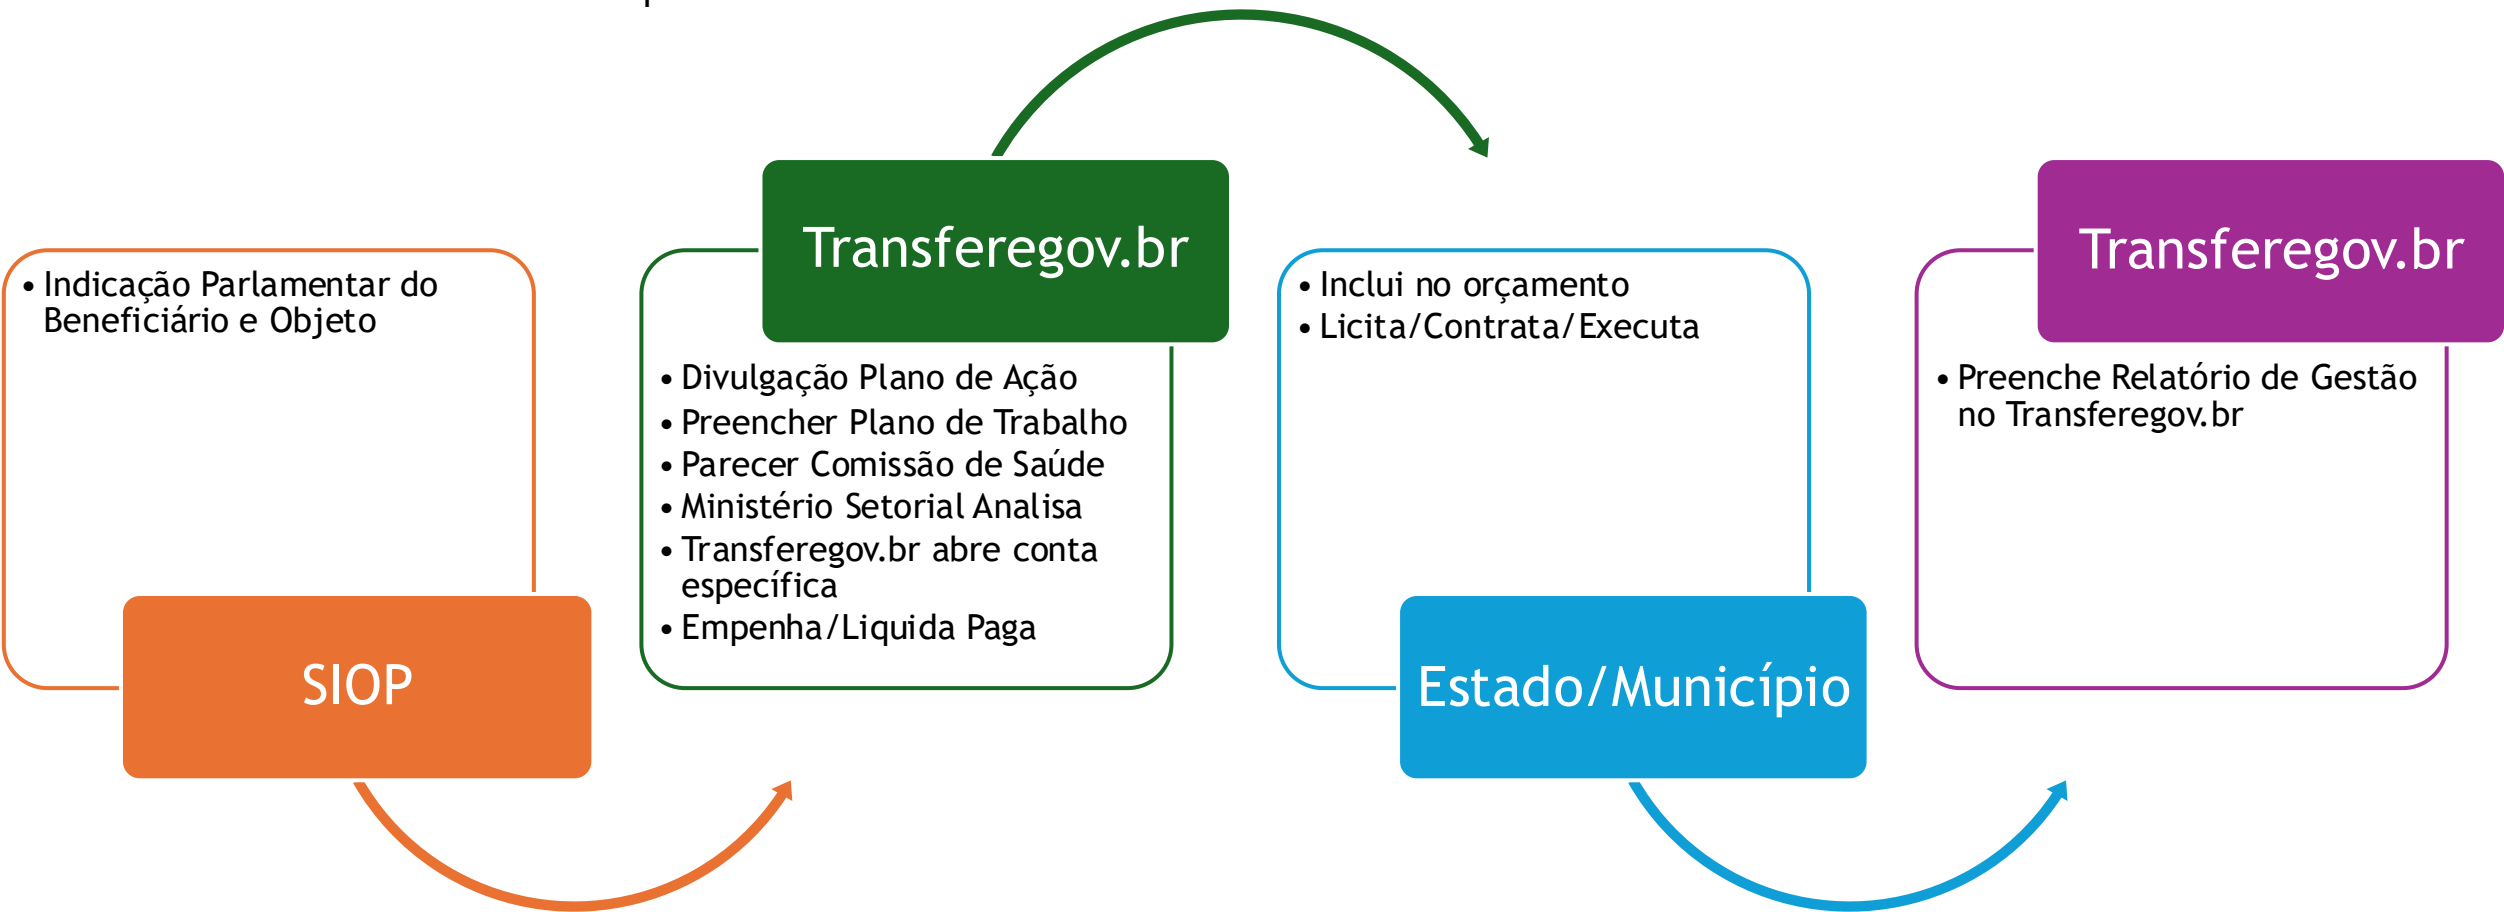 • Indicação Parlamentar do
Beneficiário e Objeto
SIOP
Transferegov.br
• Divulgação Plano de Ação
• Preencher Plano de Trabalho
• Parecer Comissão de Saúde
• Ministério Setorial Analisa
• Transferegov.br abre conta
específica
• Empenha/Liquida Paga
• Inclui no orçamento
• Licita/Contrata/Executa
Estado/Município
Transferegov.br
• Preenche Relatório de Gestão
no Transferegov.br